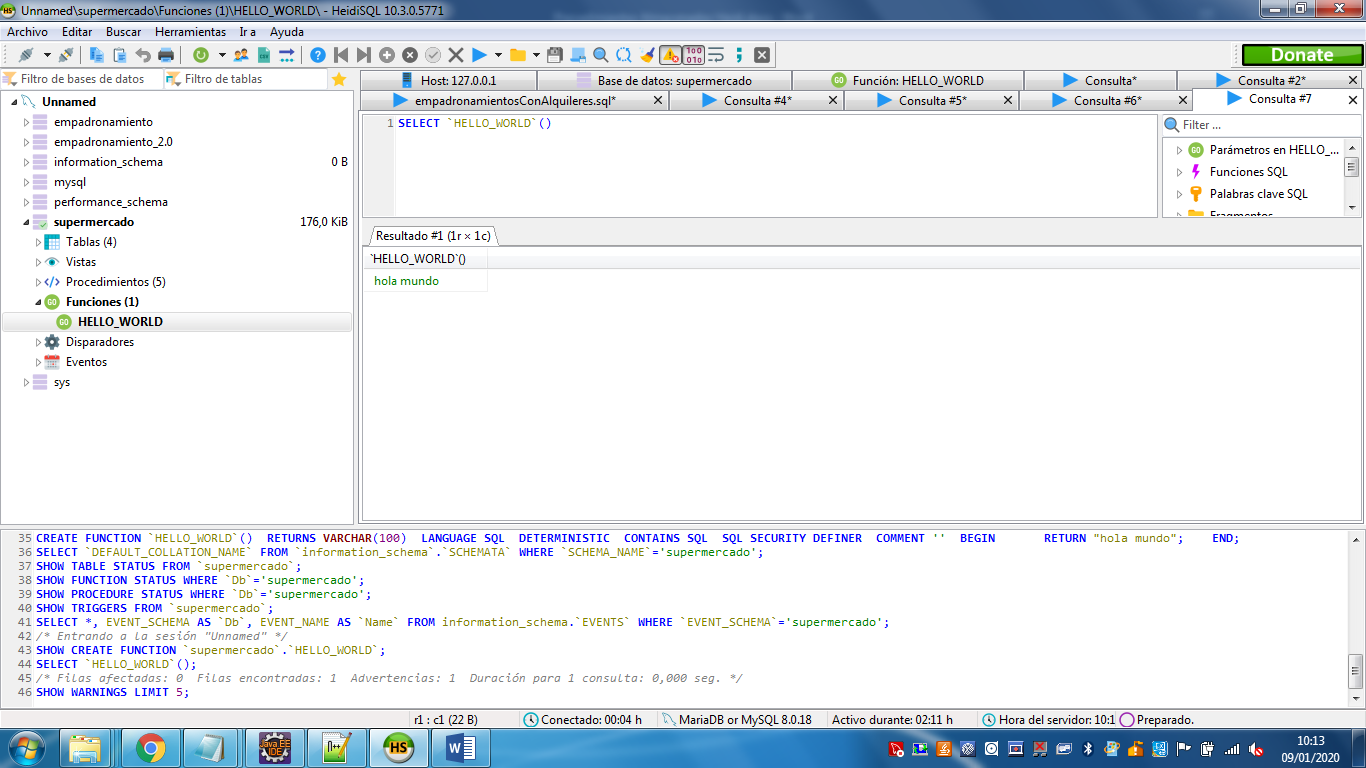 Unnamed\supermercado\Funciones (1)\HELLO_WORLD\ - HeidiSQL 10.3.0.5771
Archivo Editar Buscar Herramientas Ir a Ayuda
Donate
Filtro de bases de datos Filtro de tablas
Host: 127.0.0.1 Base de datos: supermercado Función: HELLO_WORLD Consulta* Consulta #2*
empadronamientosConAlquileres.sql* Consulta #4* Consulta #5* Consulta #6* Consulta #7
Unnamed
empadronamiento
empadronamiento_2.0
information_schema 0 B
mysql
performance_schema
supermercado 176,0 KiB
Tablas (4)
Vistas
Procedimientos (5)
Funciones (1)
HELLO_WORLD
Disparadores
Eventos
sys
1 SELECT `HELLO_WORLD`()
Filter ...
Parámetros en HELLO_...
Funciones SQL
Palabras clave SQL
Fragmentos
Resultado #1 (1r × 1c)
`HELLO_WORLD`()
hola mundo
35 CREATE FUNCTION `HELLO_WORLD`() RETURNS VARCHAR(100) LANGUAGE SQL DETERMINISTIC CONTAINS SQL SQL SECURITY DEFINER COMMENT '' BEGIN RETURN "hola mundo"; END;
36 SELECT `DEFAULT_COLLATION_NAME` FROM `information_schema`.`SCHEMATA` WHERE `SCHEMA_NAME`='supermercado';
37 SHOW TABLE STATUS FROM `supermercado`;
38 SHOW FUNCTION STATUS WHERE `Db`='supermercado';
39 SHOW PROCEDURE STATUS WHERE `Db`='supermercado';
40 SHOW TRIGGERS FROM `supermercado`;
41 SELECT *, EVENT_SCHEMA AS `Db`, EVENT_NAME AS `Name` FROM information_schema.`EVENTS` WHERE `EVENT_SCHEMA`='supermercado';
42 /* Entrando a la sesión "Unnamed" */
43 SHOW CREATE FUNCTION `supermercado`.`HELLO_WORLD`;
44 SELECT `HELLO_WORLD`();
45 /* Filas afectadas: 0 Filas encontradas: 1 Advertencias: 1 Duración para 1 consulta: 0,000 seg. */
46 SHOW WARNINGS LIMIT 5;
r1 : c1 (22 B) Conectado: 00:04 h MariaDB or MySQL 8.0.18 Activo durante: 02:11 h Hora del servidor: 10:1 Preparado.
10:13
09/01/2020